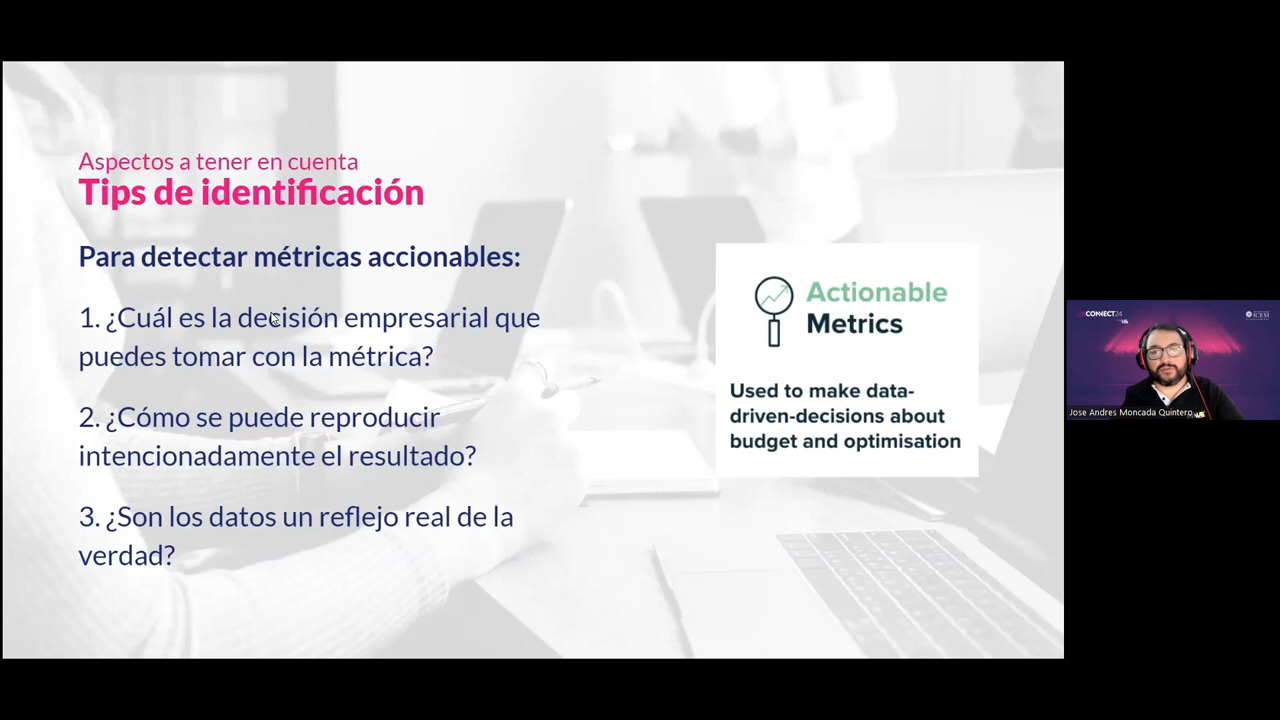 Aspectos a tener en cuenta
Tips de identificación
Para detectar métricas accionables:
1. ¿Cuál es la decisión empresarial que
puedes tomar con la métrica?
2. ¿Cómo se puede reproducir
intencionadamente el resultado?
3. ¿Son los datos un reflejo real de la
verdad?
Actionable
Metrics
Used to make data-
driven-decisions about
budget and optimisation
CONNECT24
ICESI
Jose Andres Moncada Quintero